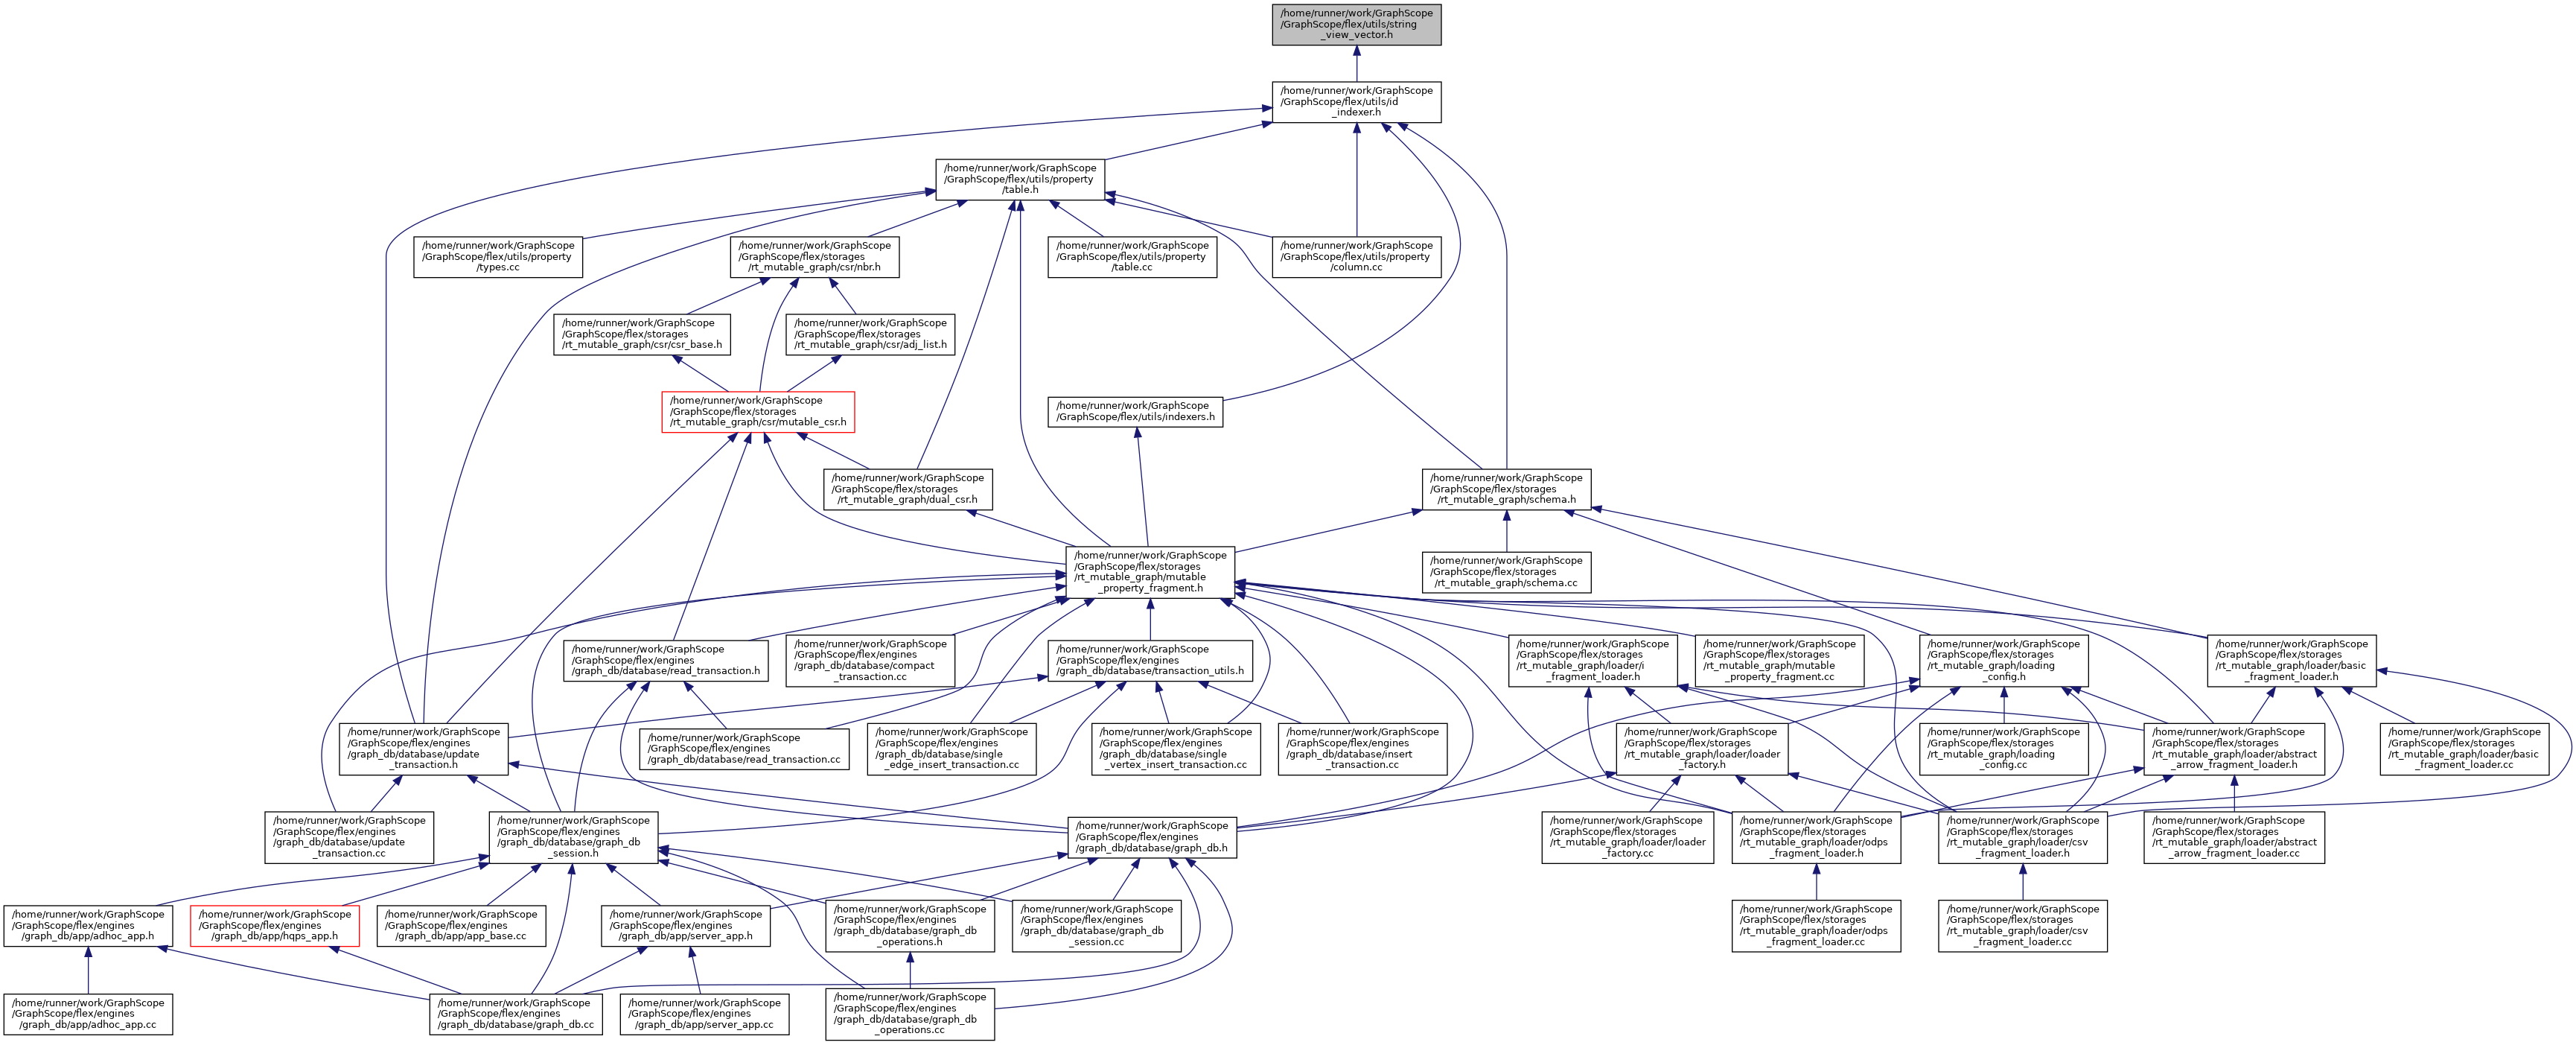 /home/runner/work/GraphScope
/GraphScope/flex/utils/string
_view_vector.h
/home/runner/work/GraphScope
/GraphScope/flex/utils/id
_indexer.h
/home/runner/work/GraphScope
/GraphScope/flex/utils/property
/table.h
/home/runner/work/GraphScope
/GraphScope/flex/utils/property
/types.cc
/home/runner/work/GraphScope
/GraphScope/flex/storages
/rt_mutable_graph/csr/nbr.h
/home/runner/work/GraphScope
/GraphScope/flex/utils/property
/table.cc
/home/runner/work/GraphScope
/GraphScope/flex/utils/property
/column.cc
/home/runner/work/GraphScope
/GraphScope/flex/storages
/rt_mutable_graph/csr/csr_base.h
/home/runner/work/GraphScope
/GraphScope/flex/storages
/rt_mutable_graph/csr/adj_list.h
/home/runner/work/GraphScope
/GraphScope/flex/storages
/rt_mutable_graph/csr/mutable_csr.h
/home/runner/work/GraphScope
/GraphScope/flex/utils/indexers.h
/home/runner/work/GraphScope
/GraphScope/flex/storages
/rt_mutable_graph/dual_csr.h
/home/runner/work/GraphScope
/GraphScope/flex/storages
/rt_mutable_graph/schema.h
/home/runner/work/GraphScope
/GraphScope/flex/storages
/rt_mutable_graph/mutable
_property_fragment.h
/home/runner/work/GraphScope
/GraphScope/flex/storages
/rt_mutable_graph/schema.cc
/home/runner/work/GraphScope
/GraphScope/flex/engines
/graph_db/database/read_transaction.h
/home/runner/work/GraphScope
/GraphScope/flex/engines
/graph_db/database/compact
_transaction.cc
/home/runner/work/GraphScope
/GraphScope/flex/engines
/graph_db/database/transaction_utils.h
/home/runner/work/GraphScope
/GraphScope/flex/storages
/rt_mutable_graph/loader/i
_fragment_loader.h
/home/runner/work/GraphScope
/GraphScope/flex/storages
/rt_mutable_graph/mutable
_property_fragment.cc
/home/runner/work/GraphScope
/GraphScope/flex/storages
/rt_mutable_graph/loading
_config.h
/home/runner/work/GraphScope
/GraphScope/flex/storages
/rt_mutable_graph/loader/basic
_fragment_loader.h
/home/runner/work/GraphScope
/GraphScope/flex/engines
/graph_db/database/update
_transaction.h
/home/runner/work/GraphScope
/GraphScope/flex/engines
/graph_db/database/read_transaction.cc
/home/runner/work/GraphScope
/GraphScope/flex/engines
/graph_db/database/single
_edge_insert_transaction.cc
/home/runner/work/GraphScope
/GraphScope/flex/engines
/graph_db/database/single
_vertex_insert_transaction.cc
/home/runner/work/GraphScope
/GraphScope/flex/engines
/graph_db/database/insert
_transaction.cc
/home/runner/work/GraphScope
/GraphScope/flex/storages
/rt_mutable_graph/loader/loader
_factory.h
/home/runner/work/GraphScope
/GraphScope/flex/storages
/rt_mutable_graph/loading
_config.cc
/home/runner/work/GraphScope
/GraphScope/flex/storages
/rt_mutable_graph/loader/abstract
_arrow_fragment_loader.h
/home/runner/work/GraphScope
/GraphScope/flex/storages
/rt_mutable_graph/loader/basic
_fragment_loader.cc
/home/runner/work/GraphScope
/GraphScope/flex/engines
/graph_db/database/update
_transaction.cc
/home/runner/work/GraphScope
/GraphScope/flex/engines
/graph_db/database/graph_db
_session.h
/home/runner/work/GraphScope
/GraphScope/flex/engines
/graph_db/database/graph_db.h
/home/runner/work/GraphScope
/GraphScope/flex/storages
/rt_mutable_graph/loader/loader
_factory.cc
/home/runner/work/GraphScope
/GraphScope/flex/storages
/rt_mutable_graph/loader/odps
_fragment_loader.h
/home/runner/work/GraphScope
/GraphScope/flex/storages
/rt_mutable_graph/loader/csv
_fragment_loader.h
/home/runner/work/GraphScope
/GraphScope/flex/storages
/rt_mutable_graph/loader/abstract
_arrow_fragment_loader.cc
/home/runner/work/GraphScope
/GraphScope/flex/engines
/graph_db/app/adhoc_app.h
/home/runner/work/GraphScope
/GraphScope/flex/engines
/graph_db/app/hqps_app.h
/home/runner/work/GraphScope
/GraphScope/flex/engines
/graph_db/app/app_base.cc
/home/runner/work/GraphScope
/GraphScope/flex/engines
/graph_db/app/server_app.h
/home/runner/work/GraphScope
/GraphScope/flex/engines
/graph_db/database/graph_db
_operations.h
/home/runner/work/GraphScope
/GraphScope/flex/engines
/graph_db/database/graph_db
_session.cc
/home/runner/work/GraphScope
/GraphScope/flex/storages
/rt_mutable_graph/loader/odps
_fragment_loader.cc
/home/runner/work/GraphScope
/GraphScope/flex/storages
/rt_mutable_graph/loader/csv
_fragment_loader.cc
/home/runner/work/GraphScope
/GraphScope/flex/engines
/graph_db/app/adhoc_app.cc
/home/runner/work/GraphScope
/GraphScope/flex/engines
/graph_db/database/graph_db.cc
/home/runner/work/GraphScope
/GraphScope/flex/engines
/graph_db/app/server_app.cc
/home/runner/work/GraphScope
/GraphScope/flex/engines
/graph_db/database/graph_db
_operations.cc